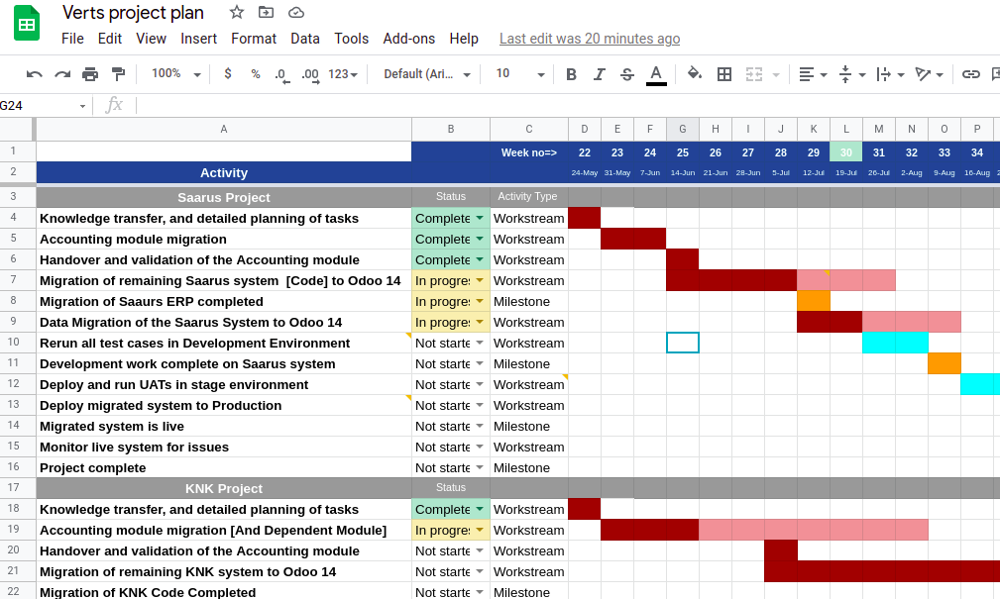 Verts project plan
File Edit View Insert Format Data Tools Add-ons Help Last edit was 20 minutes ago
100% $ % .0 .00 123 Default (Ari... 10 B I S A
G24 fx
A B C D E F G H I J K L M N O P
1 Week no=> 22 23 24 25 26 27 28 29 30 31 32 33 34
2 Activity 24-May 31-May 7-Jun 14-Jun 21-Jun 28-Jun 5-Jul 12-Jul 19-Jul 26-Jul 2-Aug 9-Aug 16-Aug
3 Saarus Project Status Activity Type
4 Knowledge transfer, and detailed planning of tasks Complete Workstream
5 Accounting module migration Complete Workstream
6 Handover and validation of the Accounting module Complete Workstream
7 Migration of remaining Saarus system [Code] to Odoo 14 In progres Workstream
8 Migration of Saaurs ERP completed In progres Milestone
9 Data Migration of the Saarus System to Odoo 14 In progres Workstream
10 Rerun all test cases in Development Environment Not starte Workstream
11 Development work complete on Saarus system Not starte Milestone
12 Deploy and run UATs in stage environment Not starte Workstream
13 Deploy migrated system to Production Not starte Workstream
14 Migrated system is live Not starte Milestone
15 Monitor live system for issues Not starte Workstream
16 Project complete Not starte Milestone
17 KNK Project Status
18 Knowledge transfer, and detailed planning of tasks Complete Workstream
19 Accounting module migration [And Dependent Module] In progres Workstream
20 Handover and validation of the Accounting module Not starte Workstream
21 Migration of remaining KNK system to Odoo 14 Not starte Workstream
22 Migration of KNK Code Completed Not starte Milestone